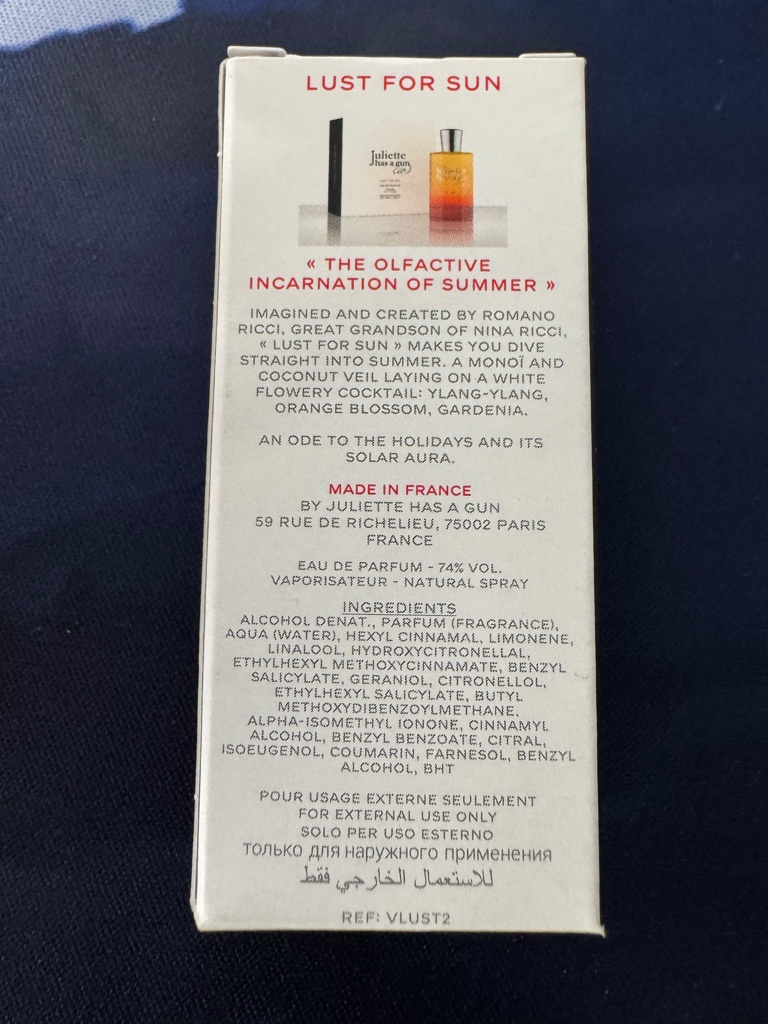 LUST FOR SUN
Juliette
has a gun
« THE OLFACTIVE
INCARNATION OF SUMMER »
IMAGINED AND CREATED BY ROMANO
RICCI, GREAT GRANDSON OF NINA RICCI,
« LUST FOR SUN » MAKES YOU DIVE
STRAIGHT INTO SUMMER. A MONOÏ AND
COCONUT VEIL LAYING ON A WHITE
FLOWERY COCKTAIL: YLANG-YLANG,
ORANGE BLOSSOM, GARDENIA.
AN ODE TO THE HOLIDAYS AND ITS
SOLAR AURA.
MADE IN FRANCE
BY JULIETTE HAS A GUN
59 RUE DE RICHELIEU, 75002 PARIS
FRANCE
EAU DE PARFUM - 74% VOL.
VAPORISATEUR - NATURAL SPRAY
INGREDIENTS
ALCOHOL DENAT., PARFUM (FRAGRANCE),
AQUA (WATER), HEXYL CINNAMAL, LIMONENE,
LINALOOL, HYDROXYCITRONELLAL,
ETHYLHEXYL METHOXYCINNAMATE, BENZYL
SALICYLATE, GERANIOL, CITRONELLOL,
ETHYLHEXYL SALICYLATE, BUTYL
METHOXYDIBENZOYLMETHANE,
ALPHA-ISOMETHYL IONONE, CINNAMYL
ALCOHOL, BENZYL BENZOATE, CITRAL,
ISOEUGENOL, COUMARIN, FARNESOL, BENZYL
ALCOHOL, BHT
POUR USAGE EXTERNE SEULEMENT
FOR EXTERNAL USE ONLY
SOLO PER USO ESTERNO
только для наружного применения
للاستعمال الخارجي فقط
REF: VLUST2